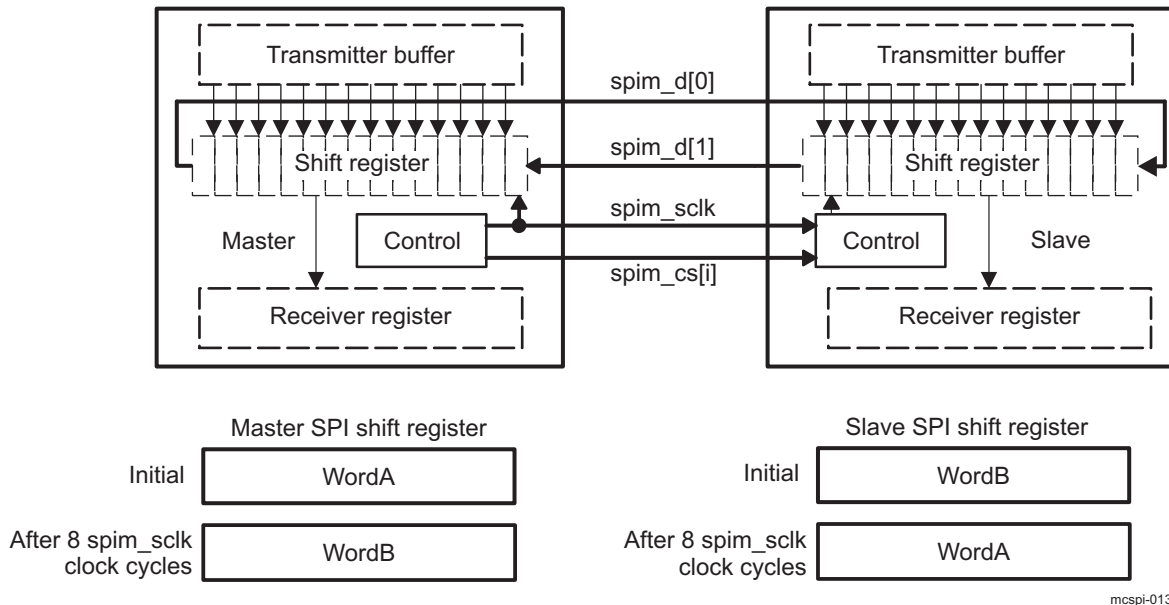 Transmitter buffer
Transmitter buffer
spim_d[0]
Shift register
spim_d[1]
Shift register
spim_sclk
Master
Control
Control
Slave
spim_cs[i]
Receiver register
Receiver register
Master SPI shift register
Slave SPI shift register
Initial
WordA
Initial
WordB
After 8 spim_sclk
clock cycles
WordB
After 8 spim_sclk
clock cycles
WordA
mcspi-013